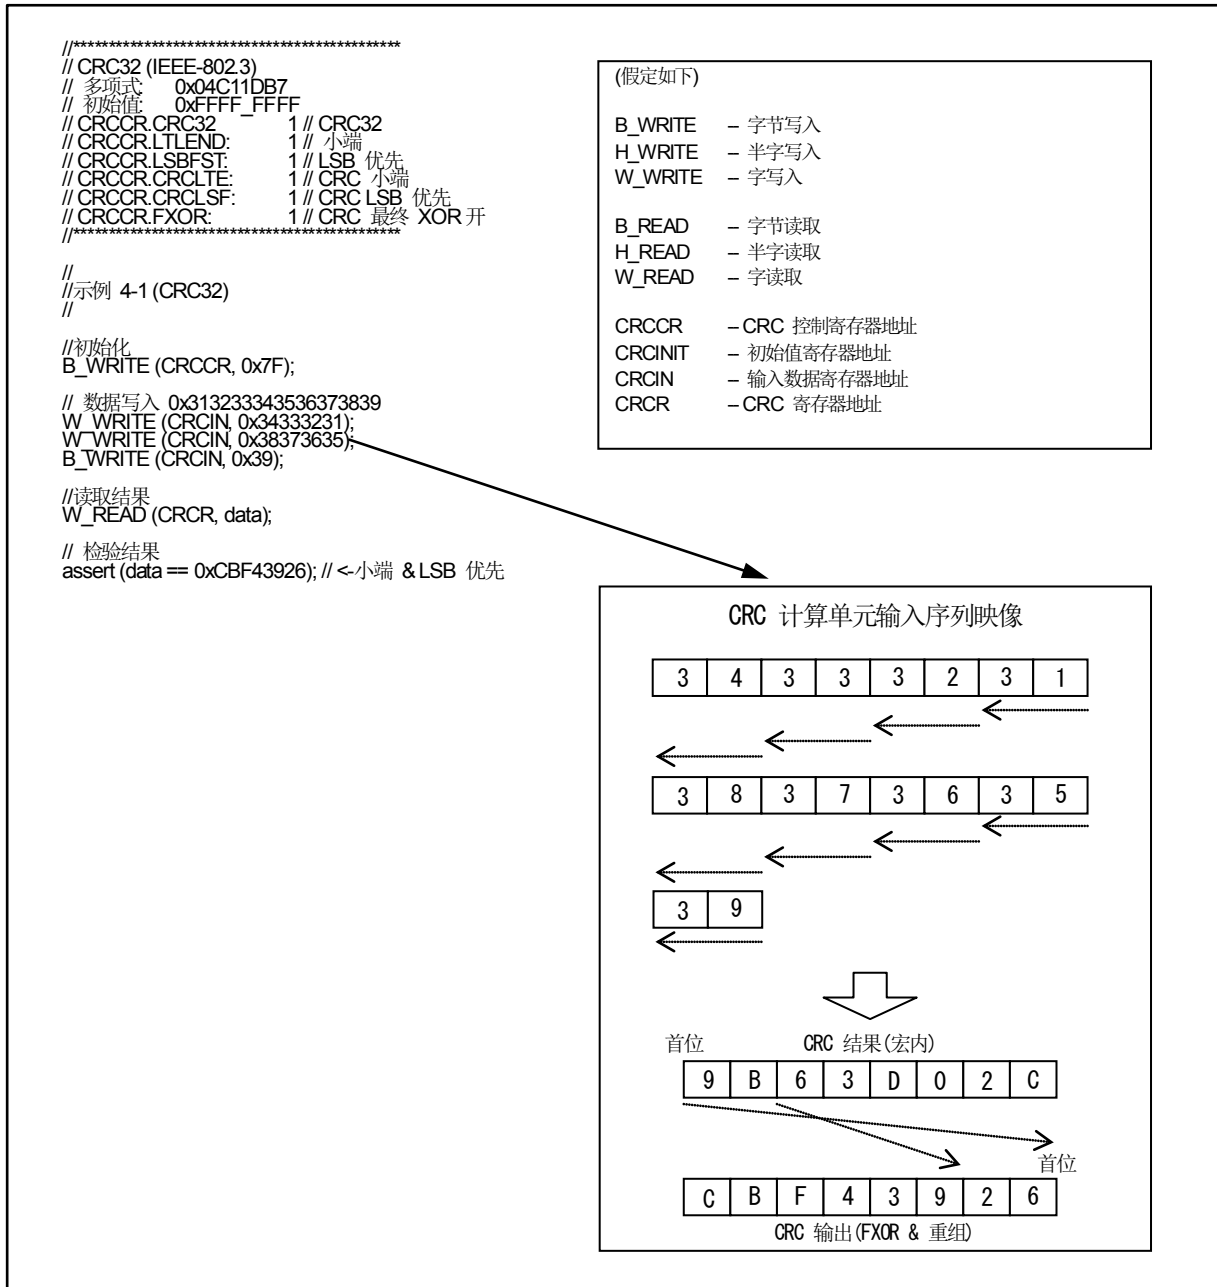 //**********************************************
// CRC32 (IEEE-802.3)
// 多项式: 0x04C11DB7
// 初始值: 0xFFFF_FFFF
// CRCCR.CRC32 1 // CRC32
// CRCCR.LTLEND: 1 // 小端
// CRCCR.LSBFST: 1 // LSB 优先
// CRCCR.CRCLTE: 1 // CRC 小端
// CRCCR.CRCLSF: 1 // CRC LSB 优先
// CRCCR.FXOR: 1 // CRC 最终 XOR 开
//**********************************************
//
//示例 4-1 (CRC32)
//
//初始化
B_WRITE (CRCCR, 0x7F);
// 数据写入 0x313233343536373839
W_WRITE (CRCIN, 0x34333231);
W_WRITE (CRCIN, 0x38373635);
B_WRITE (CRCIN, 0x39);
//读取结果
W_READ (CRCR, data);
// 检验结果
assert (data == 0xCBF43926); // <-小端 & LSB 优先
(假定如下)
B_WRITE – 字节写入
H_WRITE – 半字写入
W_WRITE – 字写入
B_READ – 字节读取
H_READ – 半字读取
W_READ – 字读取
CRCCR – CRC 控制寄存器地址
CRCINIT – 初始值寄存器地址
CRCIN – 输入数据寄存器地址
CRCR – CRC 寄存器地址
CRC 计算单元输入序列映像
3 4 3 3 3 2 3 1
3 8 3 7 3 6 3 5
3 9
首位 CRC 结果(宏内)
9 B 6 3 D 0 2 C
首位
C B F 4 3 9 2 6
CRC 输出(FXOR & 重组)